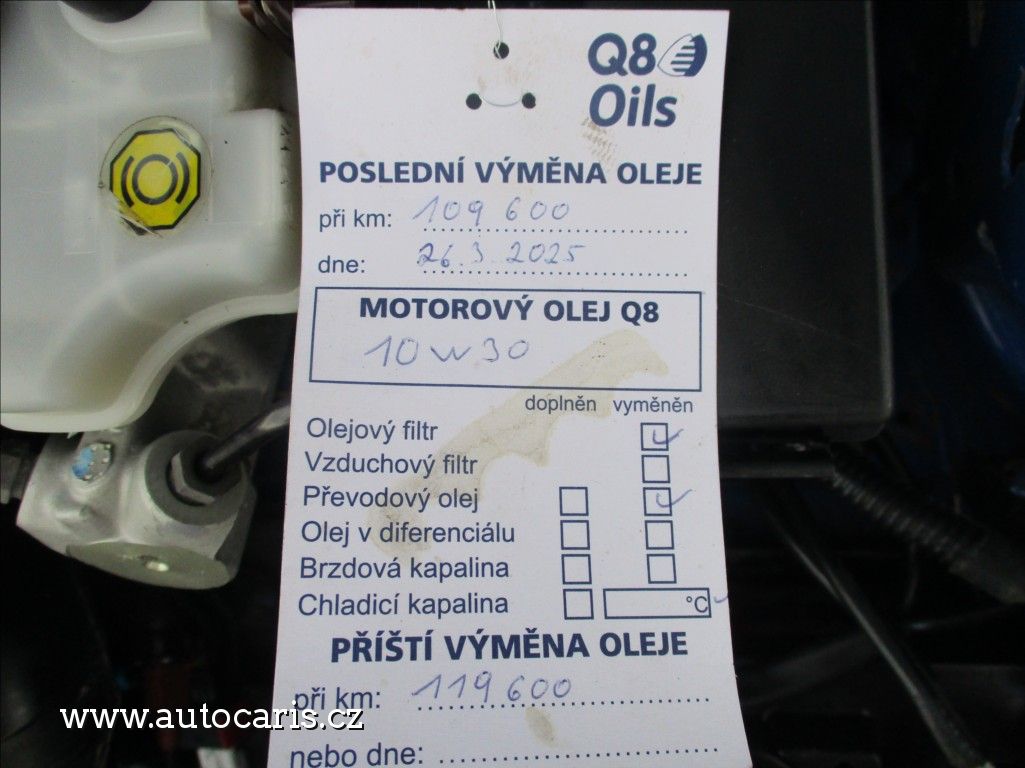 Q8
Oils
POSLEDNÍ VÝMĚNA OLEJE
při km: 109 600
dne: 26.3.2025
MOTOROVÝ OLEJ Q8
10W30
doplněn vyměněn
Olejový filtr
Vzduchový filtr
Převodový olej
Olej v diferenciálu
Brzdová kapalina
Chladicí kapalina °C
PŘÍŠTÍ VÝMĚNA OLEJE
při km: 119600
www.autocaris.cz
nebo dne: